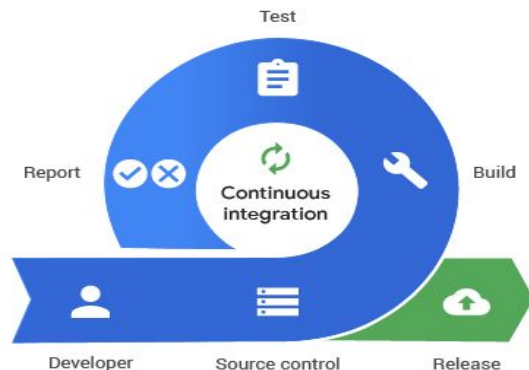 Test
Report
Build
Continuous
integration
Developer
Source control
Release